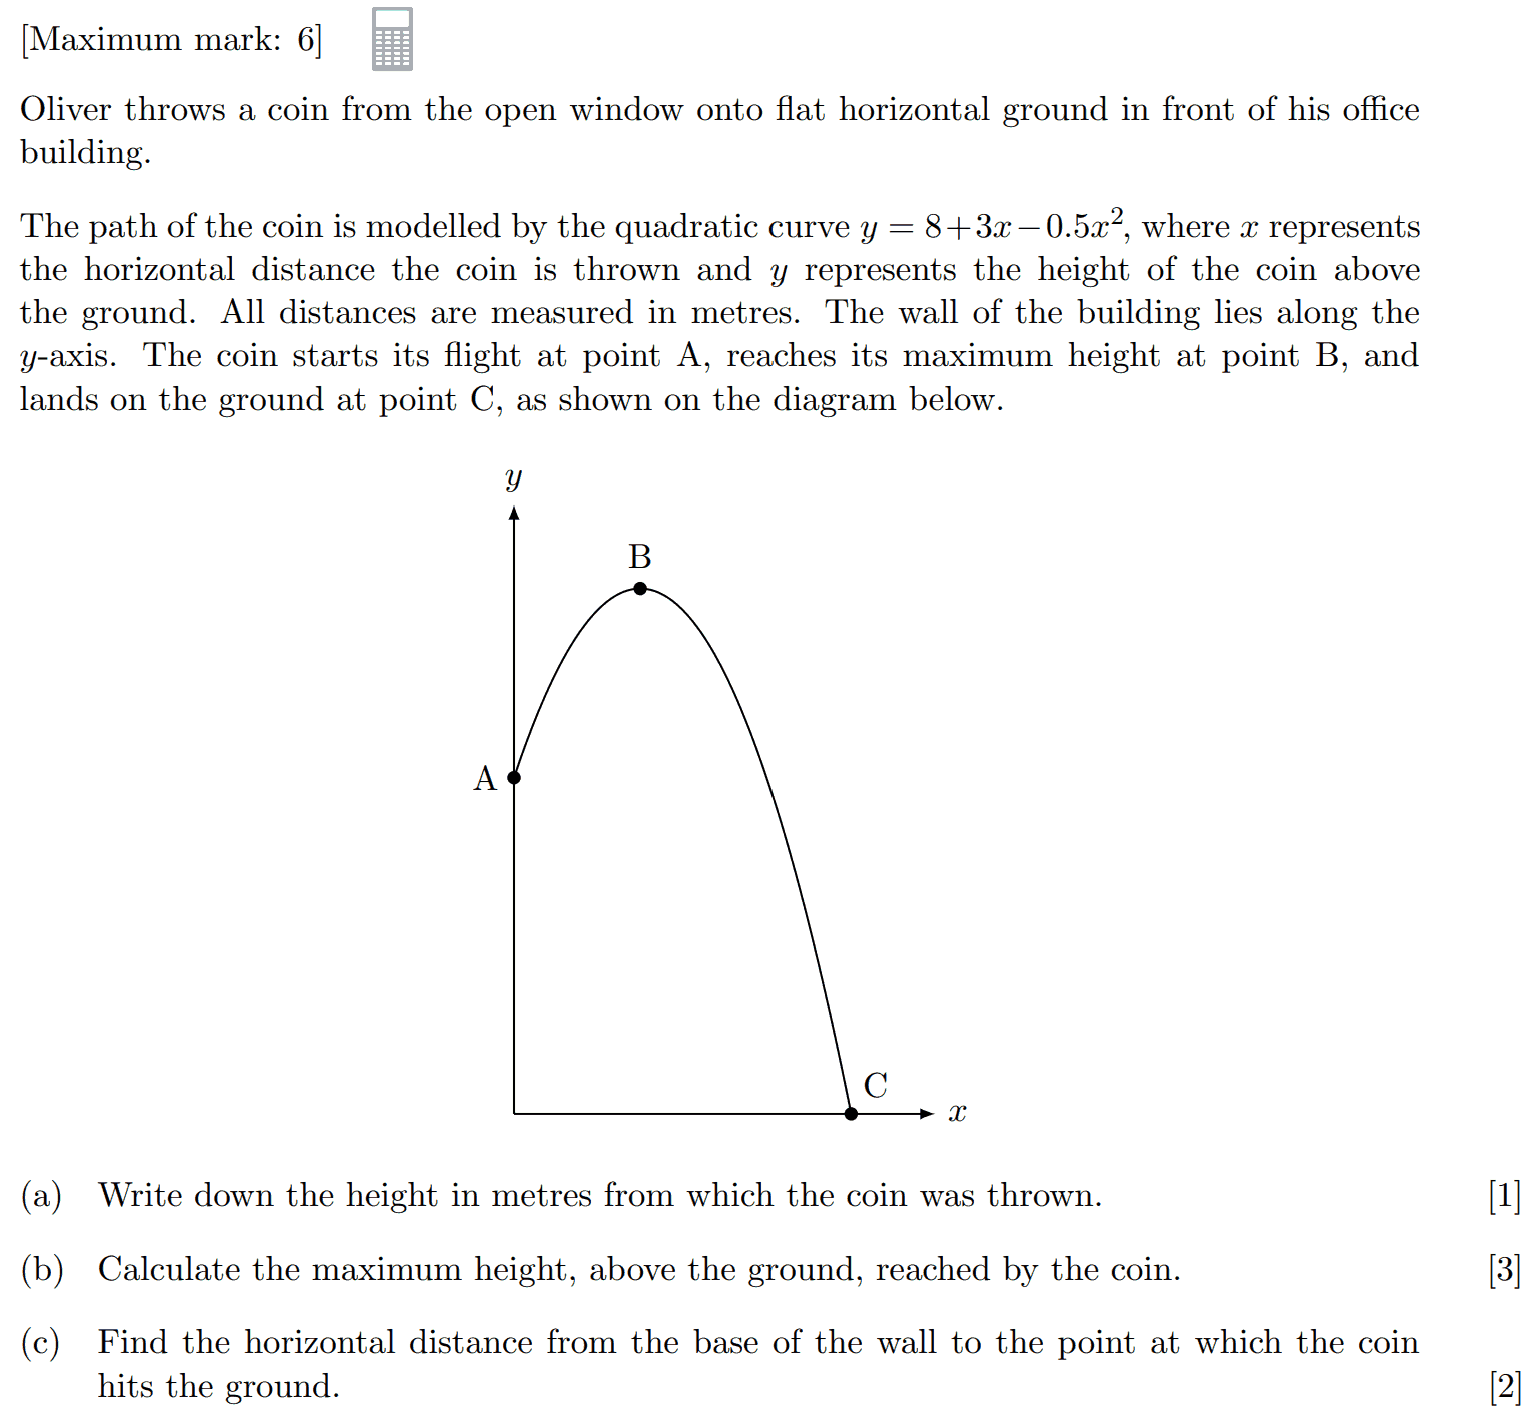 [Maximum mark: 6]
Oliver throws a coin from the open window onto flat horizontal ground in front of his office
building.
The path of the coin is modelled by the quadratic curve y = 8+3x−0.5x², where x represents
the horizontal distance the coin is thrown and y represents the height of the coin above
the ground. All distances are measured in metres. The wall of the building lies along the
y-axis. The coin starts its flight at point A, reaches its maximum height at point B, and
lands on the ground at point C, as shown on the diagram below.
y
B
A
C
x
(a) Write down the height in metres from which the coin was thrown. [1]
(b) Calculate the maximum height, above the ground, reached by the coin. [3]
(c) Find the horizontal distance from the base of the wall to the point at which the coin
hits the ground. [2]